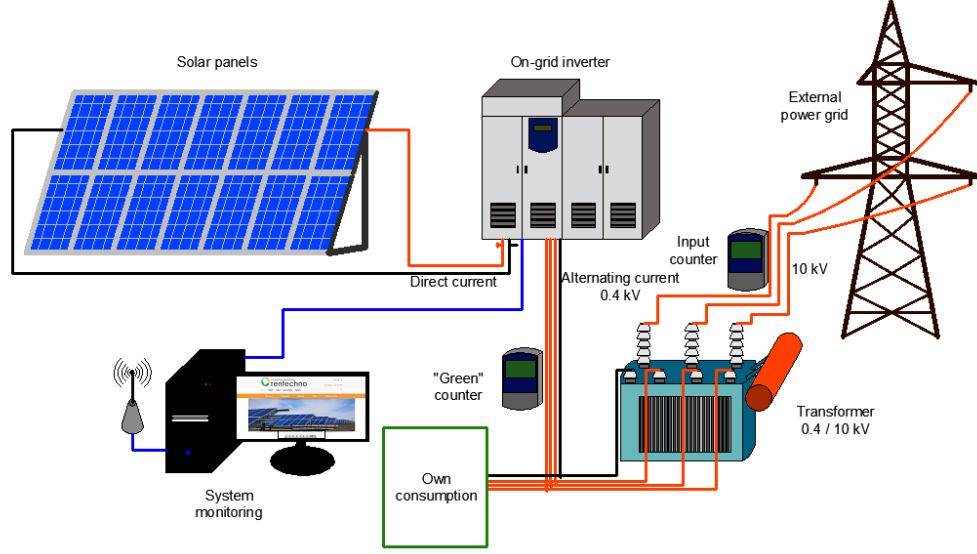 Solar panels
On-grid inverter
External
power grid
Input
counter
10 kV
Direct current
Alternating current
0.4 kV
"Green"
counter
rentechno
Transformer
0.4 / 10 kV
Own
consumption
System
monitoring